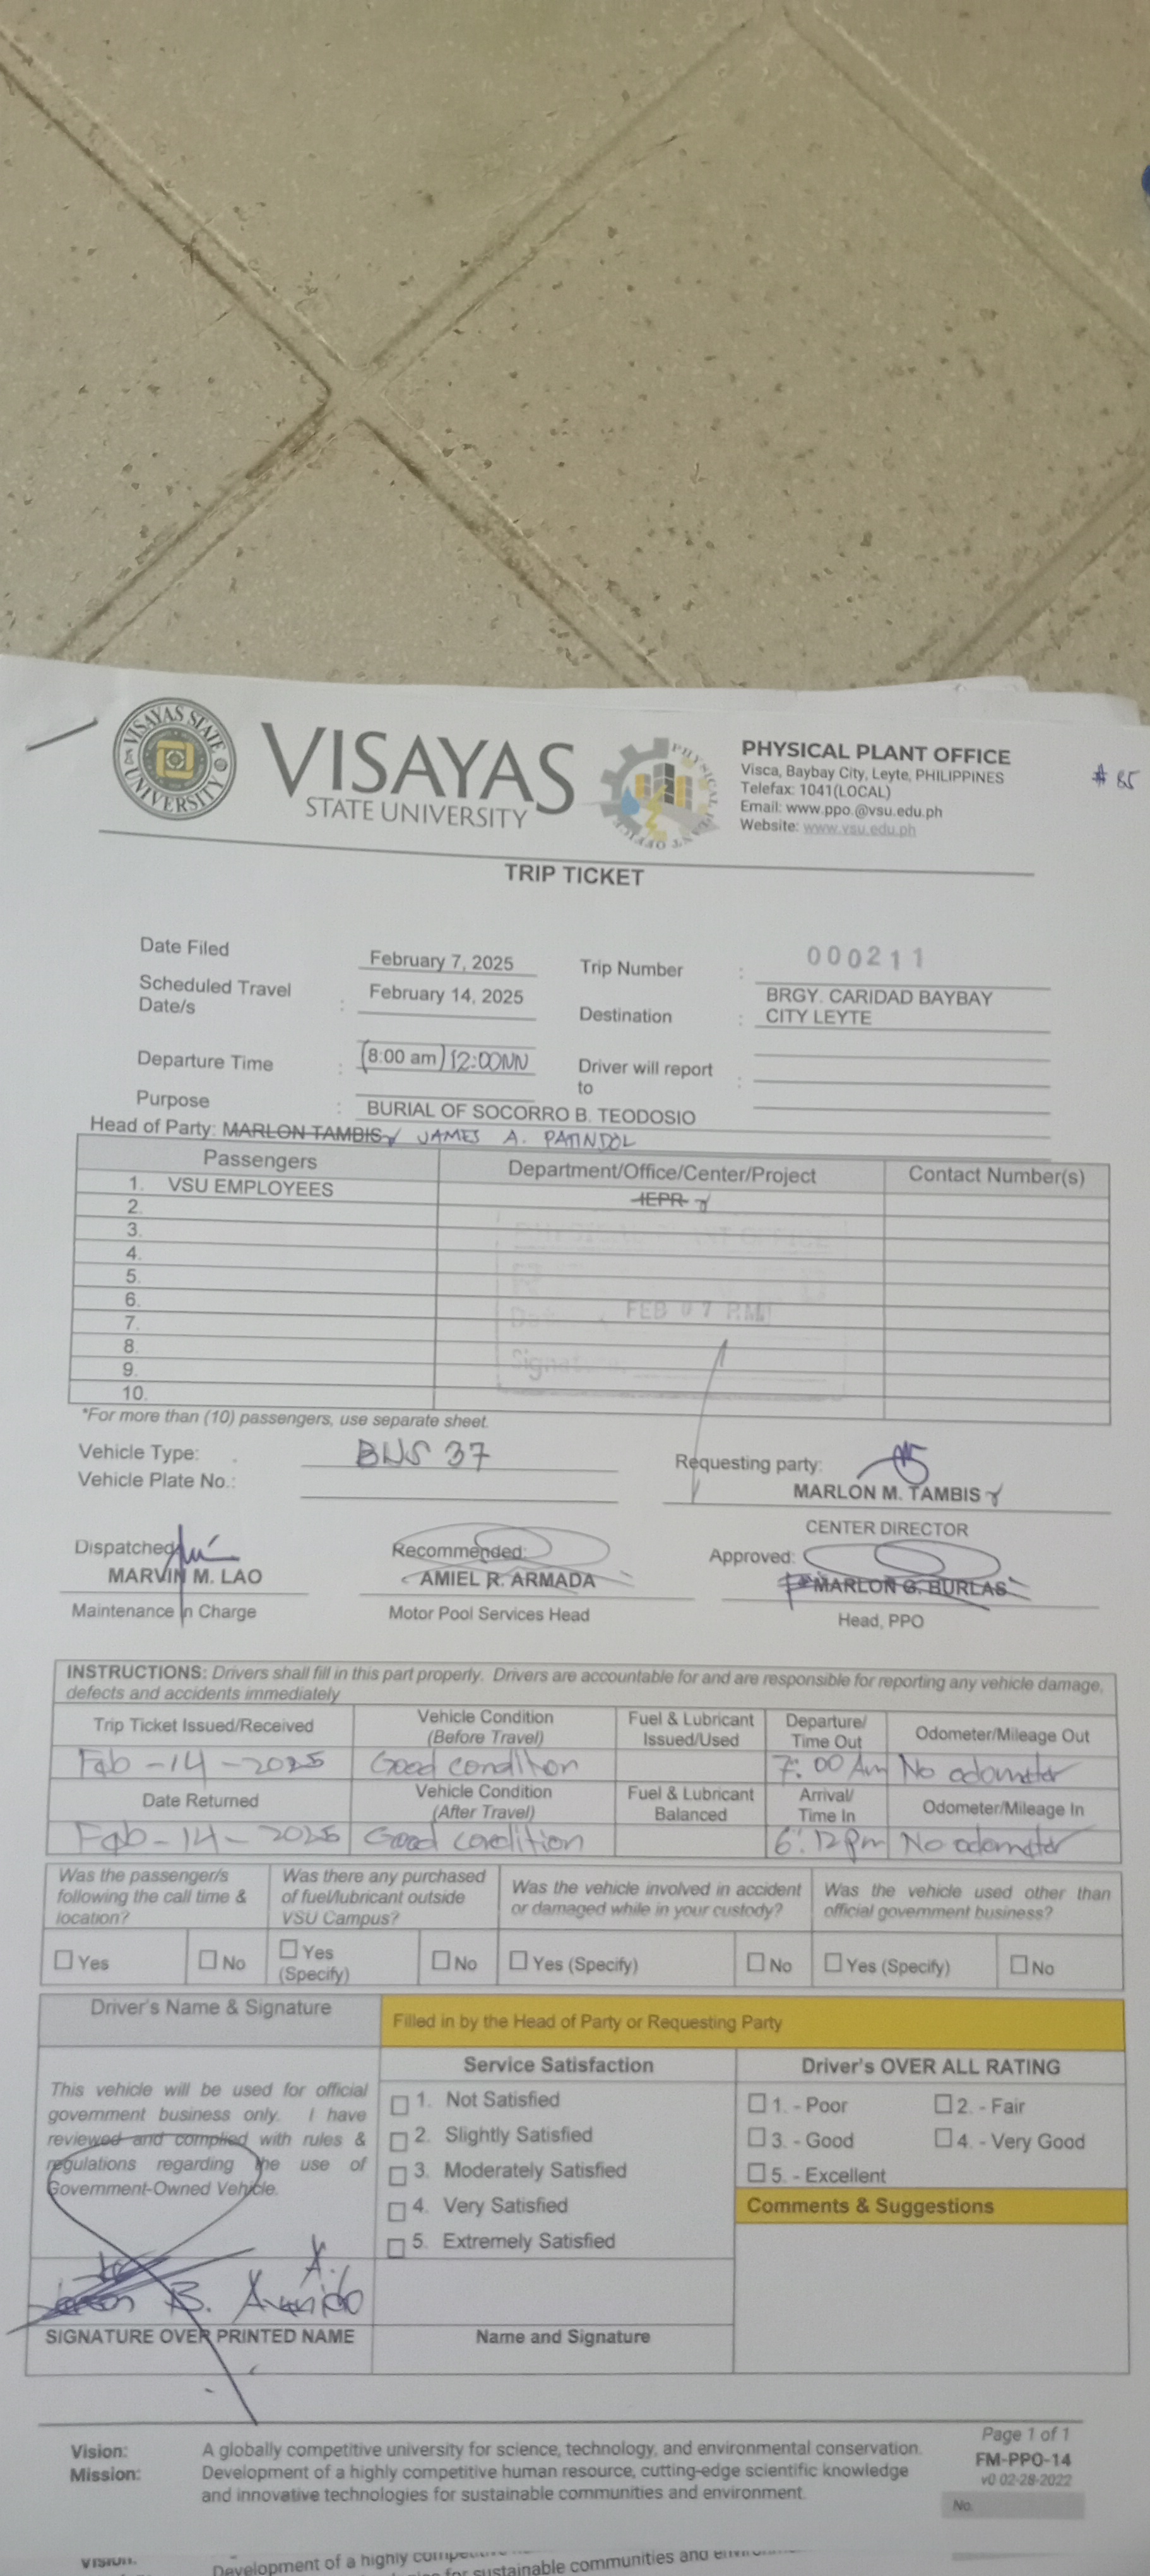 VISAYAS STATE UNIVERSITY
VISAYAS
STATE UNIVERSITY
PHYSICAL PLANT OFFICE
PHYSICAL PLANT OFFICE
Visca, Baybay City, Leyte, PHILIPPINES
Telefax: 1041(LOCAL)
Email: www.ppo.@vsu.edu.ph
Website: www.vsu.edu.ph
# 85
TRIP TICKET
Date Filed February 7, 2025 Trip Number : 000211
Scheduled Travel Date/s : February 14, 2025 Destination : BRGY. CARIDAD BAYBAY CITY LEYTE
Departure Time : (8:00 am) 12:00NN Driver will report to :
Purpose : BURIAL OF SOCORRO B. TEODOSIO
Head of Party: MARLON TAMBIS JAMES A. PATINDOL
Passengers Department/Office/Center/Project Contact Number(s)
1. VSU EMPLOYEES IEPR
2.
3.
4.
5.
6.
7.
8.
9.
10.
FEB 07 P.M.
*For more than (10) passengers, use separate sheet.
Vehicle Type: BUS 37 Requesting party:
Vehicle Plate No.: MARLON M. TAMBIS
CENTER DIRECTOR
Dispatched Recommended: Approved:
MARVIN M. LAO AMIEL R. ARMADA MARLON G. BURLAS
Maintenance In Charge Motor Pool Services Head Head, PPO
INSTRUCTIONS: Drivers shall fill in this part properly. Drivers are accountable for and are responsible for reporting any vehicle damage,
defects and accidents immediately
Trip Ticket Issued/Received Vehicle Condition (Before Travel) Fuel & Lubricant Issued/Used Departure/ Time Out Odometer/Mileage Out
Feb -14 -2025 Good condition 7:00 Am No odometer
Date Returned Vehicle Condition (After Travel) Fuel & Lubricant Balanced Arrival/ Time In Odometer/Mileage In
Feb -14 - 2025 Good condition 6:12pm No odometer
Was the passenger/s following the call time & location? Was there any purchased of fuel/lubricant outside VSU Campus? Was the vehicle involved in accident or damaged while in your custody? Was the vehicle used other than official government business?
Yes No Yes (Specify) No Yes (Specify) No Yes (Specify) No
Driver's Name & Signature Filled in by the Head of Party or Requesting Party
This vehicle will be used for official
government business only. I have
reviewed and complied with rules &
regulations regarding the use of
Government-Owned Vehicle.
Service Satisfaction
1. Not Satisfied
2. Slightly Satisfied
3. Moderately Satisfied
4. Very Satisfied
5. Extremely Satisfied
Driver's OVER ALL RATING
1. - Poor 2. - Fair
3. - Good 4. - Very Good
5. - Excellent
Comments & Suggestions
SIGNATURE OVER PRINTED NAME Name and Signature
Page 1 of 1
FM-PPO-14
v0 02-28-2022
No.
Vision: A globally competitive university for science, technology, and environmental conservation.
Mission: Development of a highly competitive human resource, cutting-edge scientific knowledge
and innovative technologies for sustainable communities and environment.
Development of a highly
for sustainable communities and